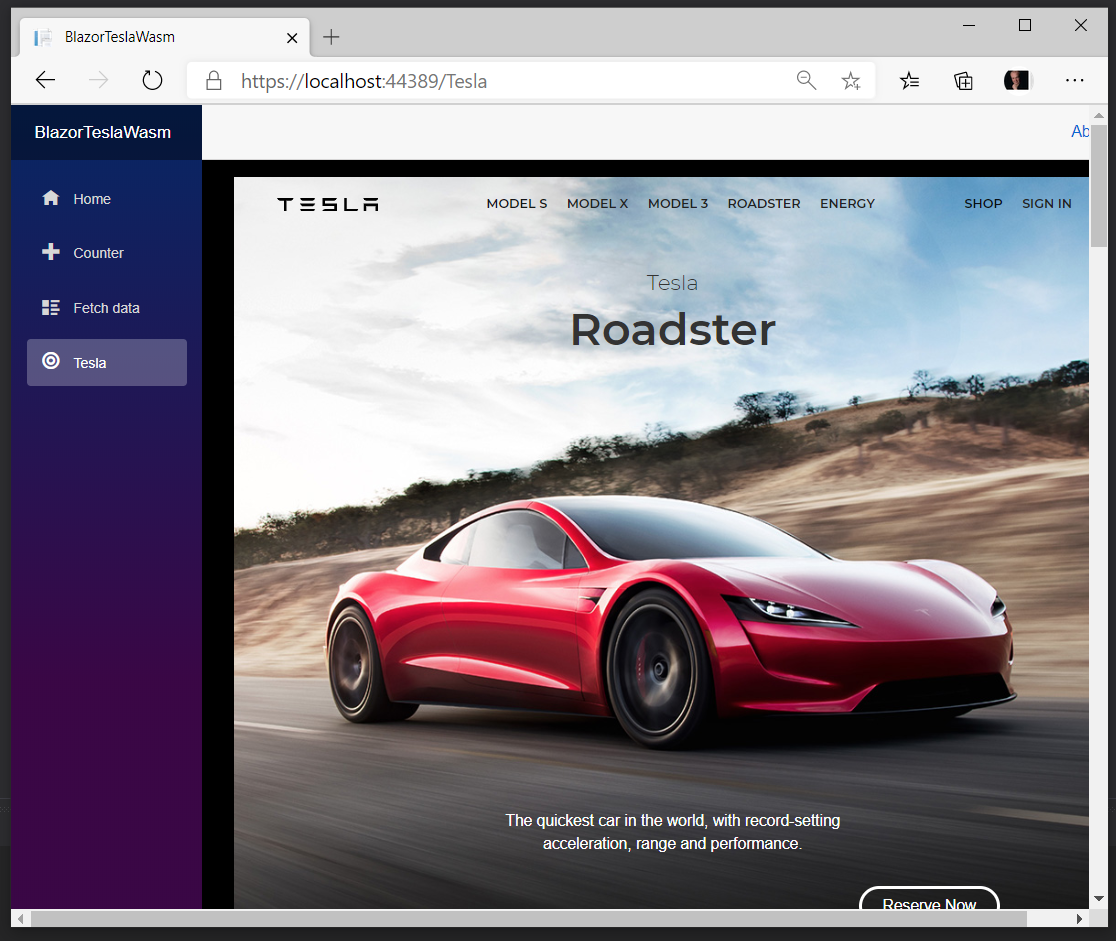 BlazorTeslaWasm
https://localhost:44389/Tesla
BlazorTeslaWasm
Ab
Home
Counter
Fetch data
Tesla
TESLA
MODEL S MODEL X MODEL 3 ROADSTER ENERGY SHOP SIGN IN
Tesla
Roadster
The quickest car in the world, with record-setting
acceleration, range and performance.
Reserve Now